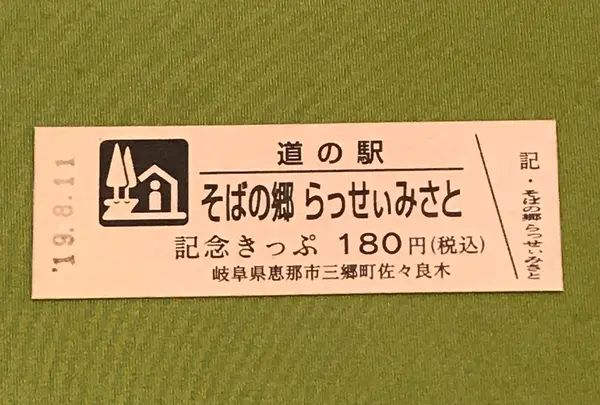 '19.8.11
道の駅
そばの郷 らっせぃみさと
記念きっぷ 180円(税込)
岐阜県恵那市三郷町佐々良木
記・そばの郷らっせぃみさと